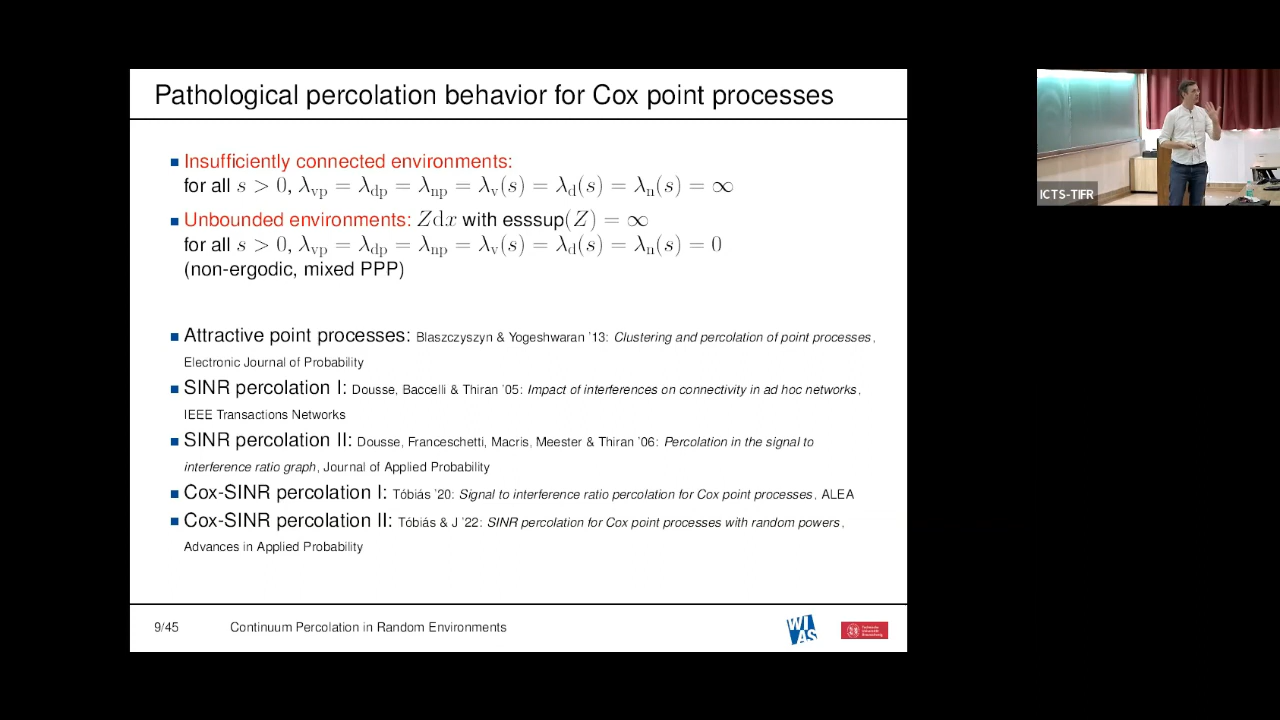 Pathological percolation behavior for Cox point processes
Insufficiently connected environments:
for all s > 0, λ_vp = λ_dp = λ_np = λ_v(s) = λ_d(s) = λ_n(s) = ∞
Unbounded environments: Zdx with esssup(Z) = ∞
for all s > 0, λ_vp = λ_dp = λ_np = λ_v(s) = λ_d(s) = λ_n(s) = 0
(non-ergodic, mixed PPP)
Attractive point processes: Blaszczyszyn & Yogeshwaran '13: Clustering and percolation of point processes,
Electronic Journal of Probability
SINR percolation I: Dousse, Baccelli & Thiran '05: Impact of interferences on connectivity in ad hoc networks,
IEEE Transactions Networks
SINR percolation II: Dousse, Franceschetti, Macris, Meester & Thiran '06: Percolation in the signal to
interference ratio graph, Journal of Applied Probability
Cox-SINR percolation I: Tóbiás '20: Signal to interference ratio percolation for Cox point processes, ALEA
Cox-SINR percolation II: Tóbiás & J '22: SINR percolation for Cox point processes with random powers,
Advances in Applied Probability
9/45 Continuum Percolation in Random Environments
WI
AS
ICTS-TIFR